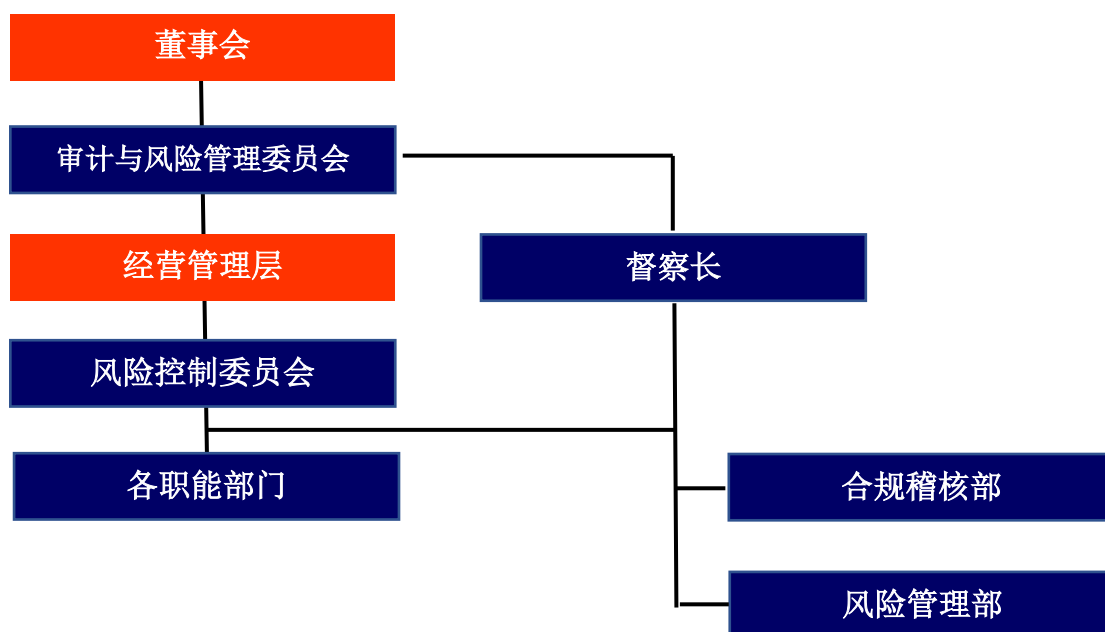 董事会
审计与风险管理委员会
经营管理层
督察长
风险控制委员会
各职能部门
合规稽核部
风险管理部